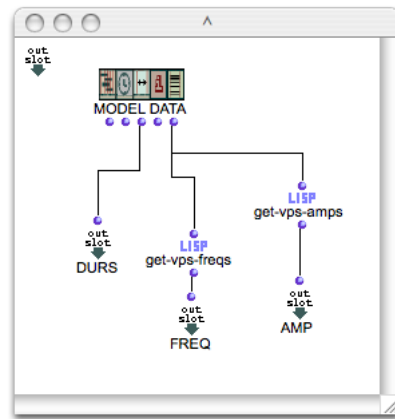 ^
out
slot
MODEL DATA
LISP
get-vps-amps
out
slot
DURS
LISP
get-vps-freqs
out
slot
AMP
out
slot
FREQ